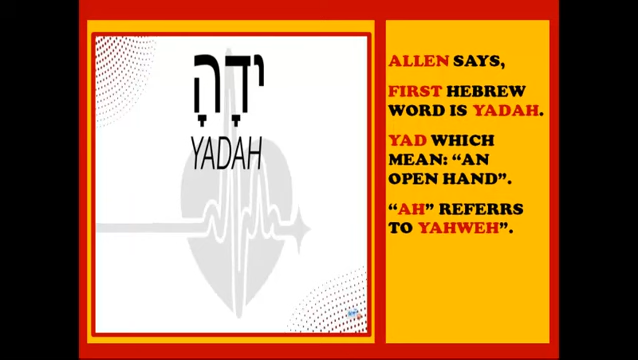 יָדָה
YADAH
ALLEN SAYS,
FIRST HEBREW
WORD IS YADAH.
YAD WHICH
MEAN: “AN
OPEN HAND”.
“AH” REFERRS
TO YAHWEH”.